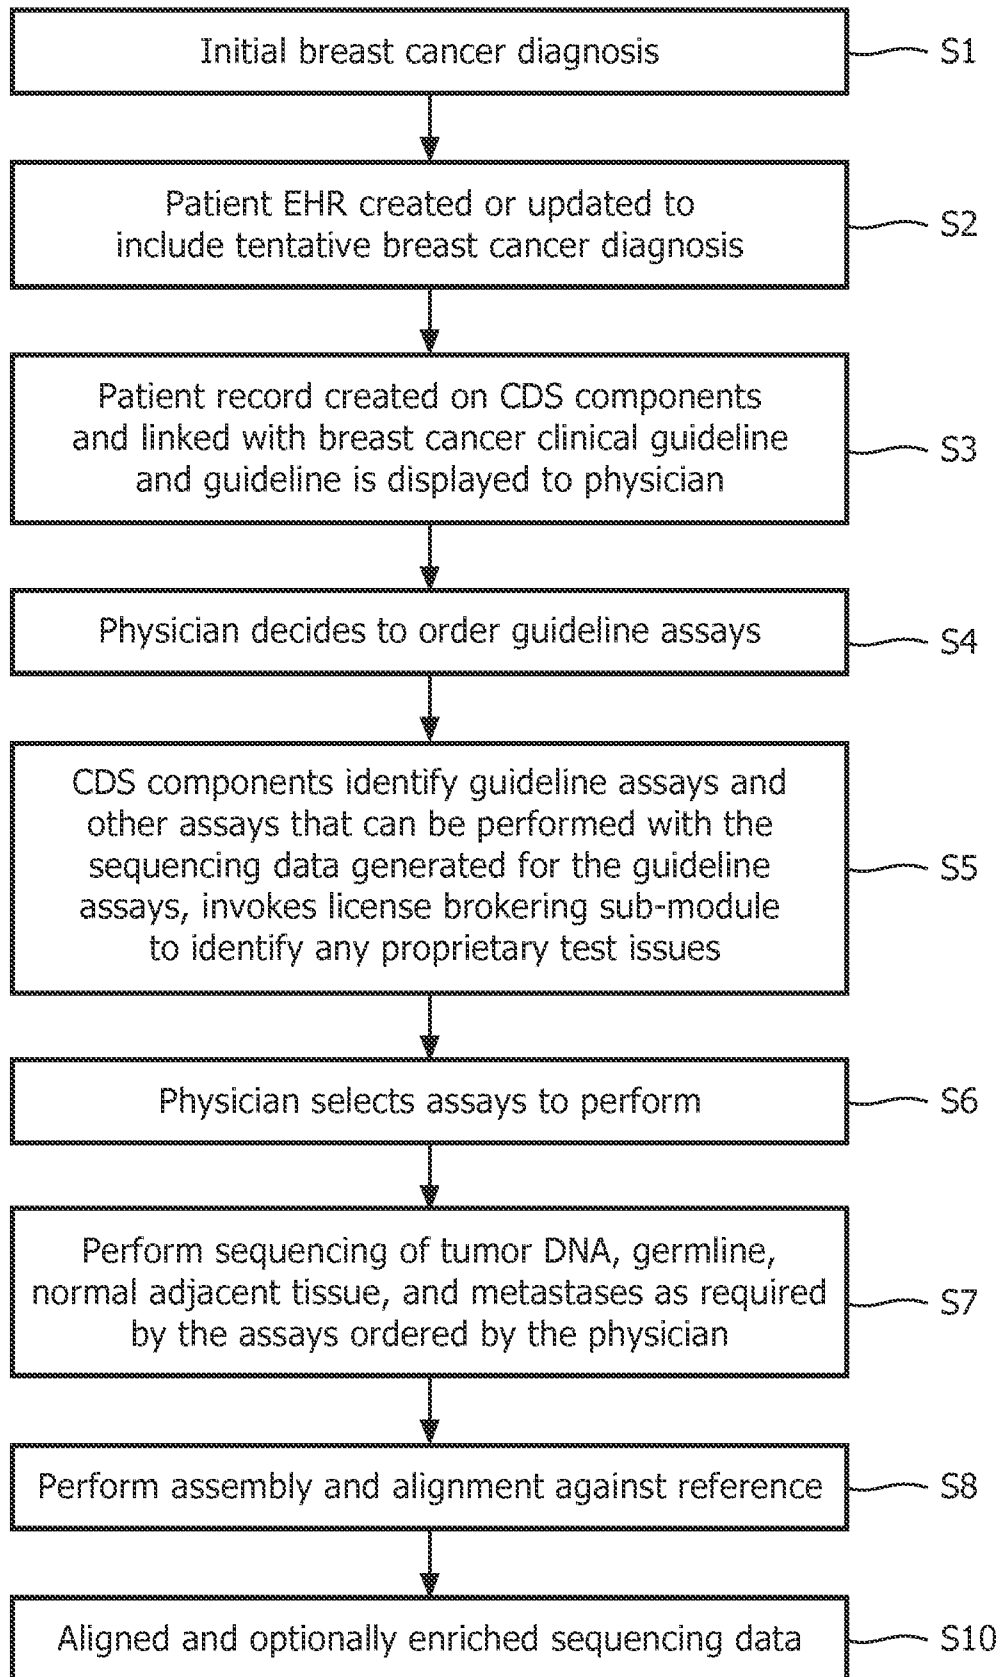 Initial breast cancer diagnosis
S1
Patient EHR created or updated to
include tentative breast cancer diagnosis
S2
Patient record created on CDS components
and linked with breast cancer clinical guideline
and guideline is displayed to physician
S3
Physician decides to order guideline assays
S4
CDS components identify guideline assays and
other assays that can be performed with the
sequencing data generated for the guideline
assays, invokes license brokering sub-module
to identify any proprietary test issues
S5
Physician selects assays to perform
S6
Perform sequencing of tumor DNA, germline,
normal adjacent tissue, and metastases as required
by the assays ordered by the physician
S7
Perform assembly and alignment against reference
S8
Aligned and optionally enriched sequencing data
S10